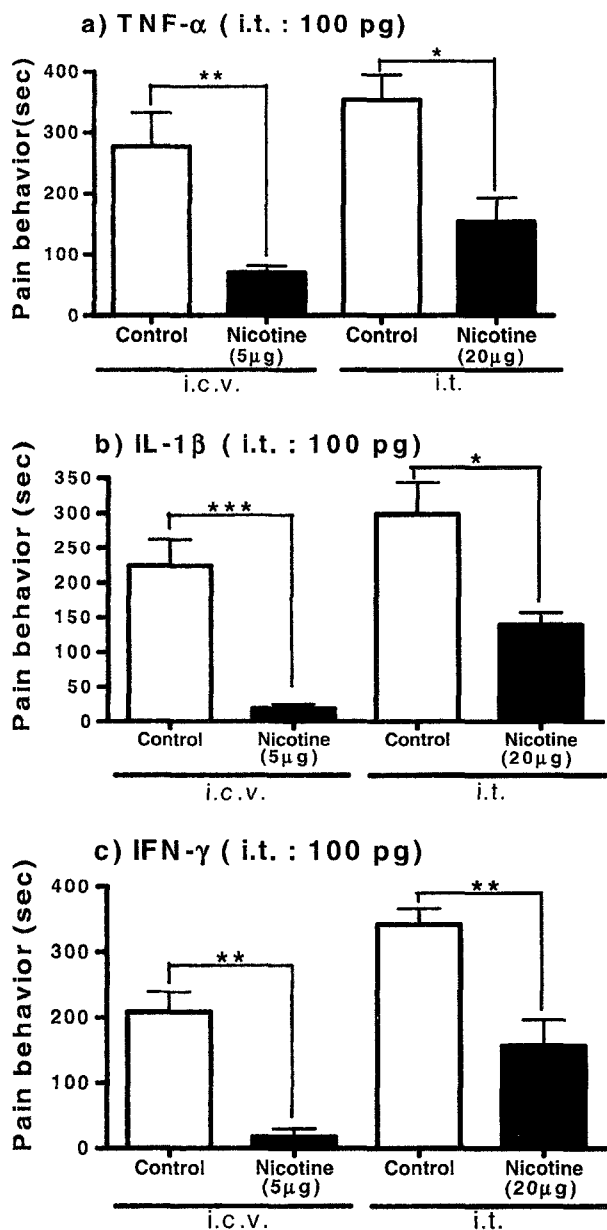 a) TNF-α ( i.t. : 100 pg)
Pain behavior(sec)
400
300
200
100
0
** *
Control Nicotine Control Nicotine
(5μg) (20μg)
i.c.v. i.t.
b) IL-1β ( i.t. : 100 pg)
Pain behavior (sec)
350
300
250
200
150
100
50
0
*** *
Control Nicotine Control Nicotine
(5μg) (20μg)
i.c.v. i.t.
c) IFN-γ ( i.t. : 100 pg)
Pain behavior (sec)
400
300
200
100
0
** **
Control Nicotine Control Nicotine
(5μg) (20μg)
i.c.v. i.t.